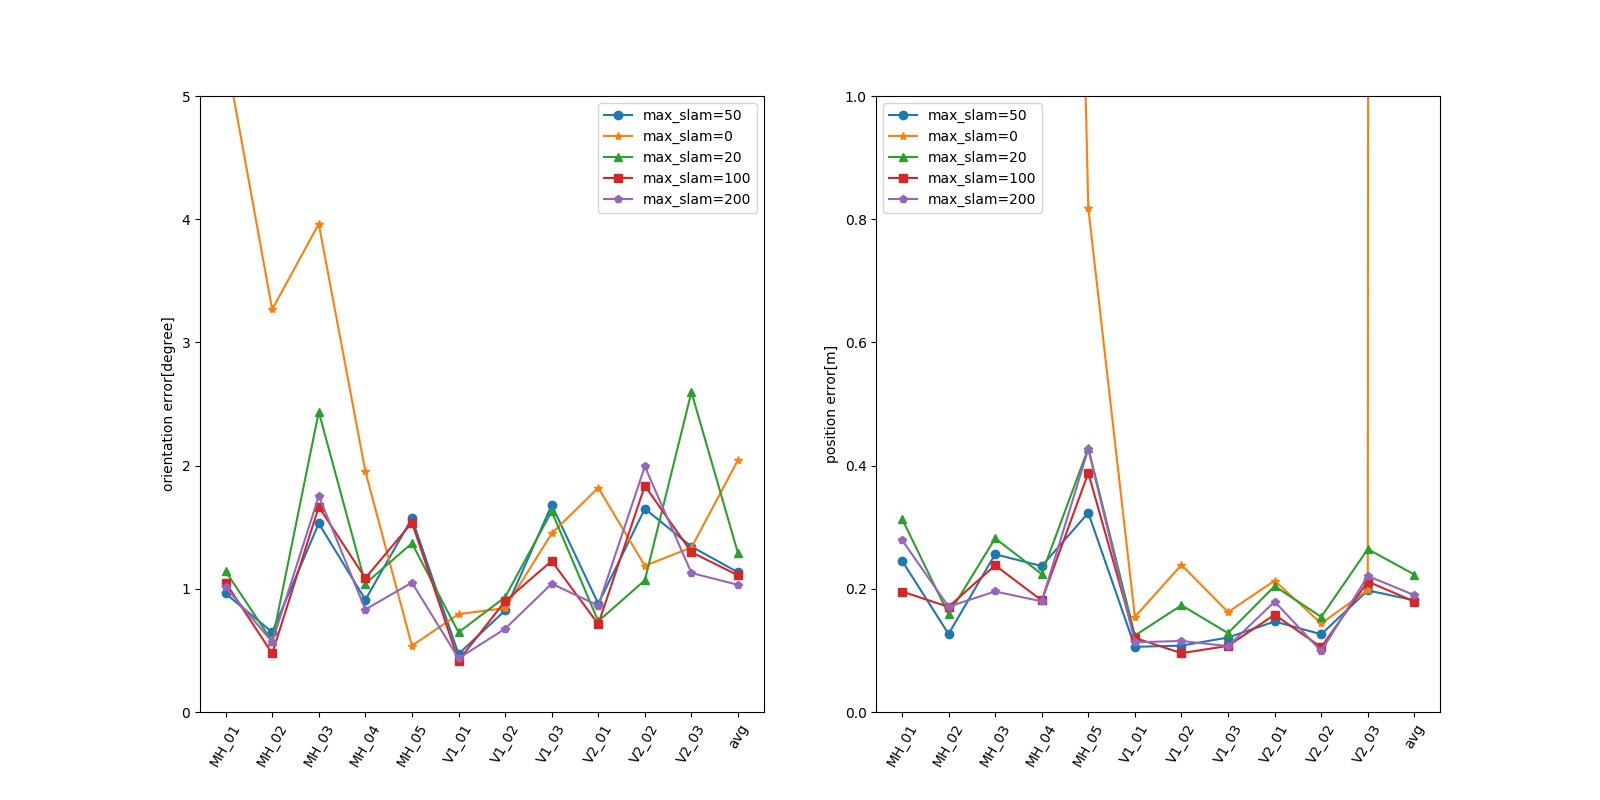 orientation error[degree]
5
4
3
2
1
0
max_slam=50
max_slam=0
max_slam=20
max_slam=100
max_slam=200
MH_01
MH_02
MH_03
MH_04
MH_05
V1_01
V1_02
V1_03
V2_01
V2_02
V2_03
avg
position error[m]
1.0
0.8
0.6
0.4
0.2
0.0
max_slam=50
max_slam=0
max_slam=20
max_slam=100
max_slam=200
MH_01
MH_02
MH_03
MH_04
MH_05
V1_01
V1_02
V1_03
V2_01
V2_02
V2_03
avg